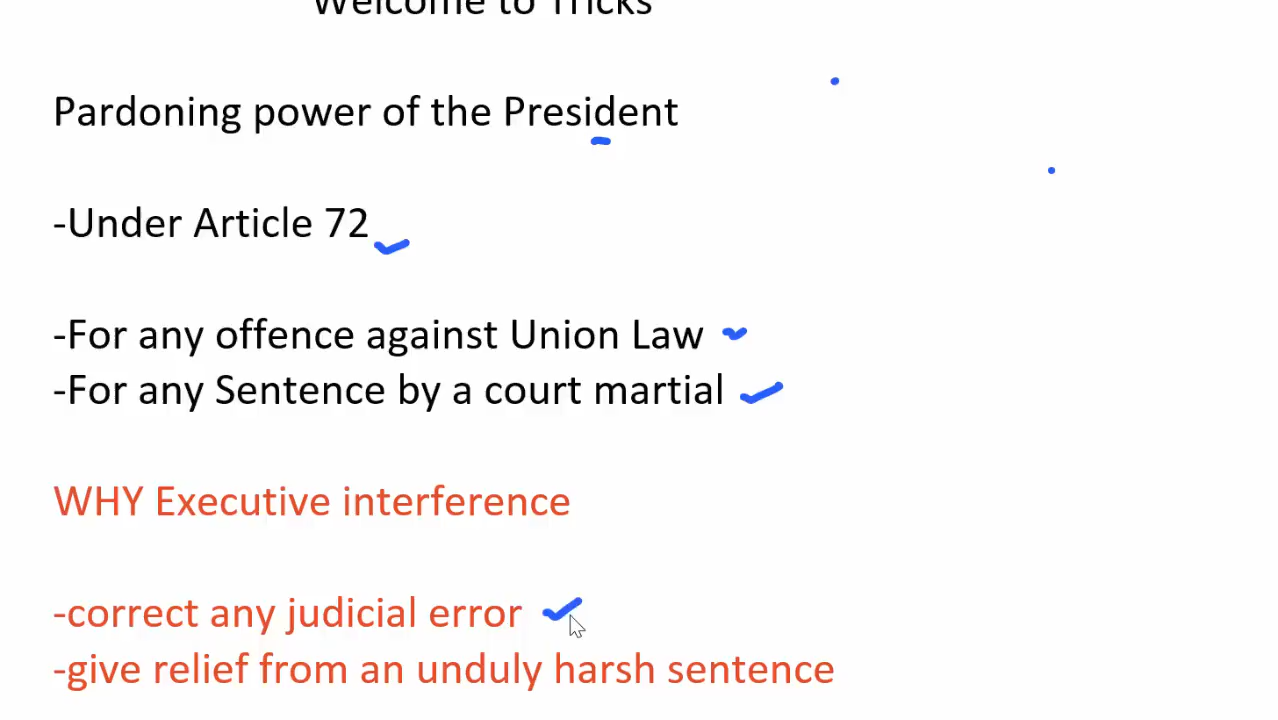 Welcome to Tricks
Pardoning power of the President
-Under Article 72
-For any offence against Union Law
-For any Sentence by a court martial
WHY Executive interference
-correct any judicial error
-give relief from an unduly harsh sentence